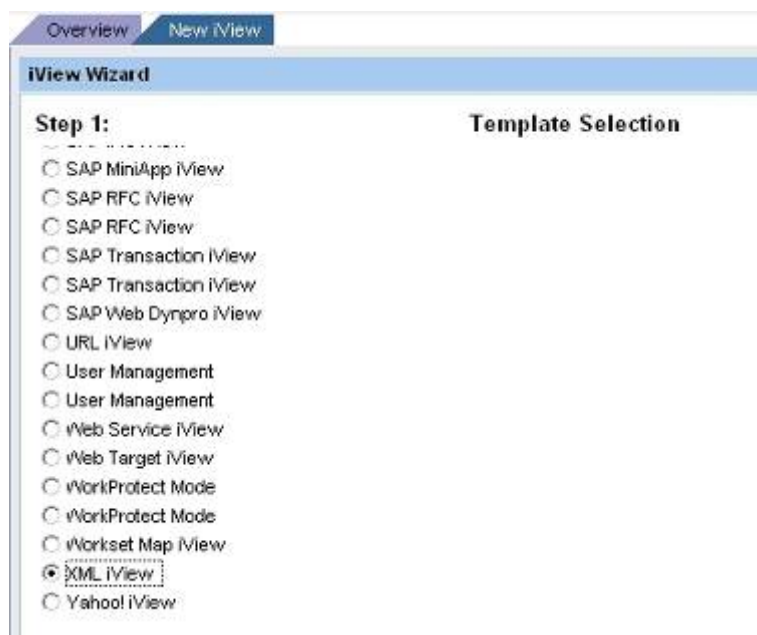 Overview New iView
iView Wizard
Step 1: Template Selection
SAP MiniApp iView
SAP RFC iView
SAP RFC iView
SAP Transaction iView
SAP Transaction iView
SAP Web Dynpro iView
URL iView
User Management
User Management
Web Service iView
Web Target iView
WorkProtect Mode
WorkProtect Mode
Workset Map iView
XML iView
Yahoo! iView